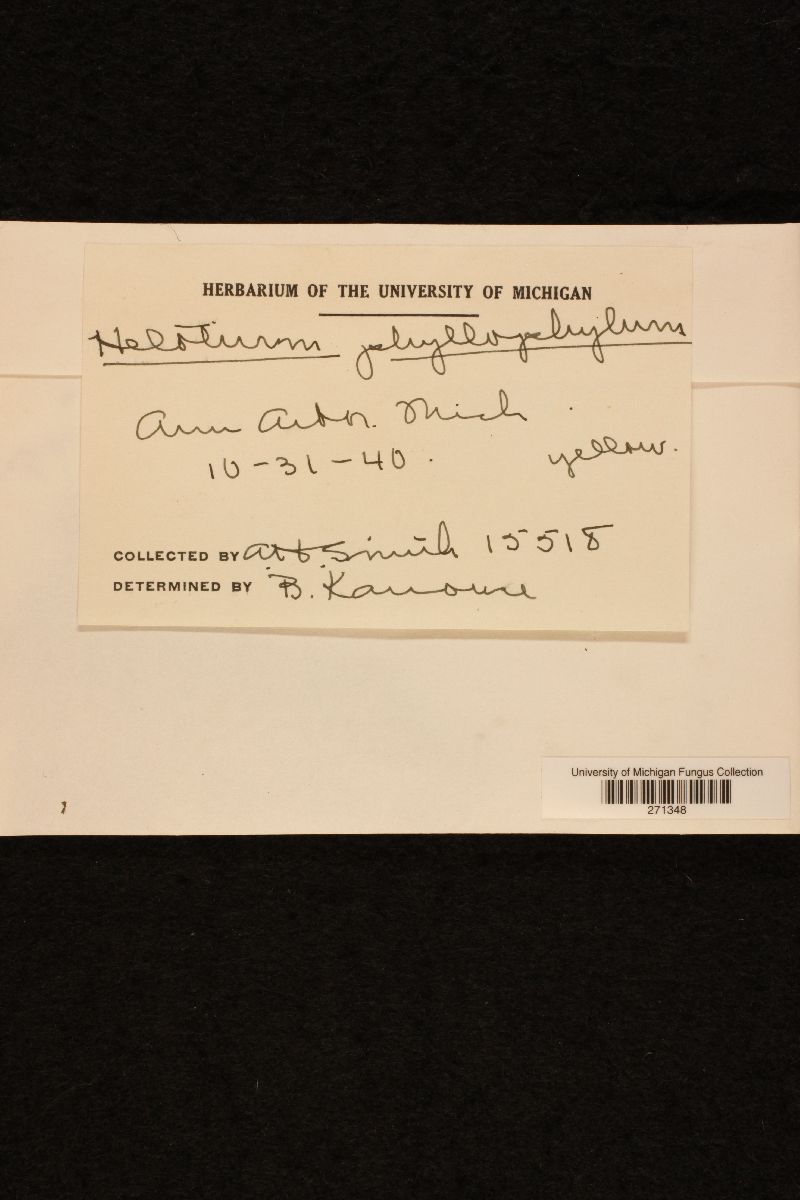 HERBARIUM OF THE UNIVERSITY OF MICHIGAN
Helotium phyllophylum
Ann Arbor. Mich
10-31-40. yellow.
COLLECTED BY AHS Smith 15518
DETERMINED BY B. Kanouse
University of Michigan Fungus Collection
271348